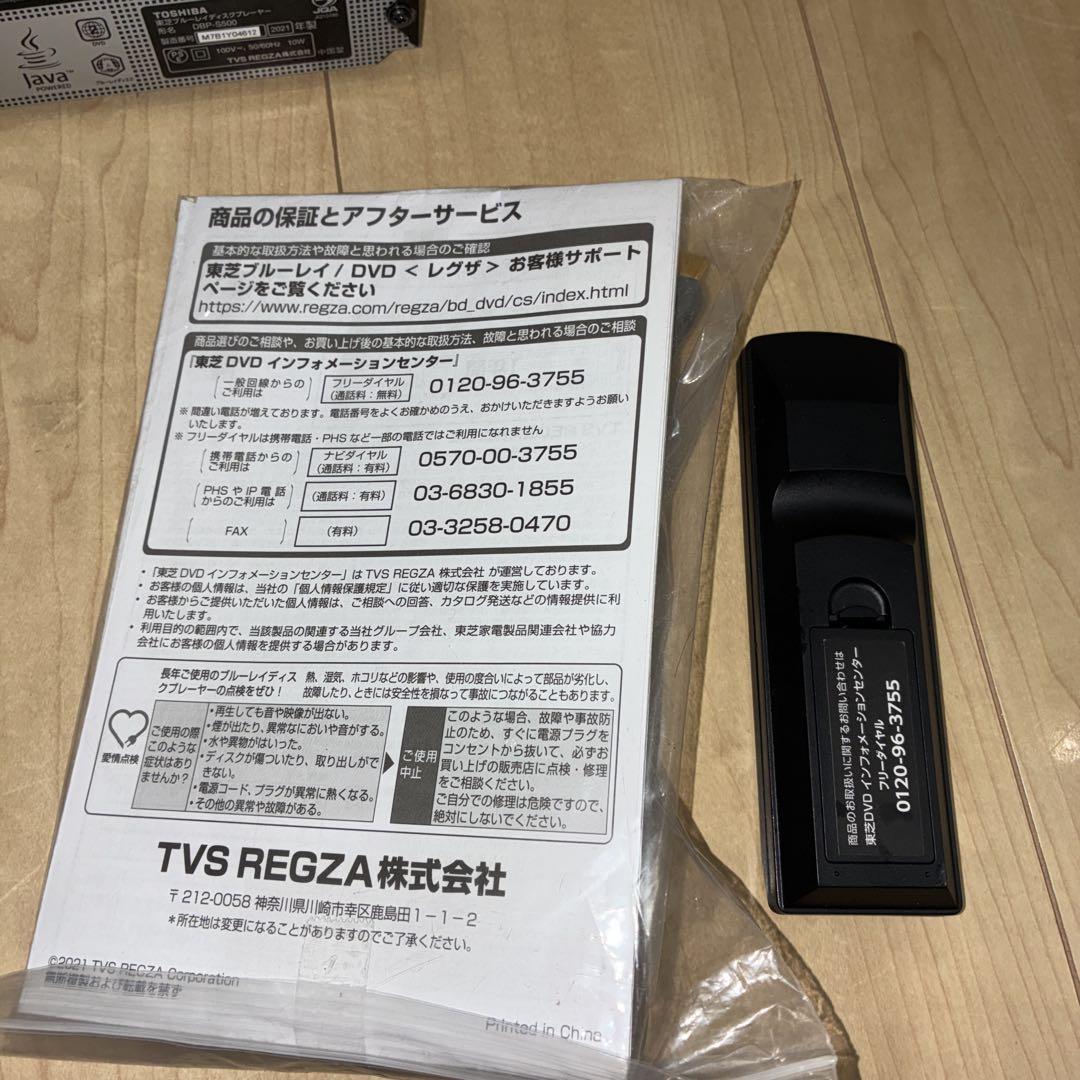 TOSHIBA
東芝ブルーレイディスクプレーヤー
形名 DBP-S500
製造番号 M7B1Y04612 2021年製
100V~, 50/60Hz 10W
TVS REGZA株式会社 中国製
JQA
DVD
Java
POWERED
ブルーレイディスク
商品の保証とアフターサービス
基本的な取扱方法や故障と思われる場合のご確認
東芝ブルーレイ / DVD < レグザ > お客様サポート
ページをご覧ください
https://www.regza.com/regza/bd_dvd/cs/index.html
商品選びのご相談や、お買い上げ後の基本的な取扱方法、故障と思われる場合のご相談
『東芝 DVD インフォメーションセンター』
一般回線からの
ご利用は
フリーダイヤル
(通話料:無料)
0120-96-3755
※ 間違い電話が増えております。電話番号をよくお確かめのうえ、おかけいただきますようお願い
いたします。
※ フリーダイヤルは携帯電話・PHS など一部の電話ではご利用になれません
携帯電話からの
ご利用は
ナビダイヤル
(通話料:有料)
0570-00-3755
PHS や IP 電話
からのご利用は
(通話料:有料)
03-6830-1855
FAX
(有料)
03-3258-0470
・「東芝 DVD インフォメーションセンター」は TVS REGZA 株式会社 が運営しております。
・お客様の個人情報は、当社の「個人情報保護規定」に従い適切な保護を実施しています。
・お客様からご提供いただいた個人情報は、ご相談への回答、カタログ発送などの情報提供に利
用いたします。
・利用目的の範囲内で、当該製品の関連する当社グループ会社、東芝家電製品関連会社や協力
会社にお客様の個人情報を提供する場合があります。
長年ご使用のブルーレイディス
クプレーヤーの点検をぜひ!
熱、湿気、ホコリなどの影響や、使用の度合いによって部品が劣化し、
故障したり、ときには安全性を損なって事故につながることもあります。
愛情点検
ご使用の際
このような
症状はあり
ませんか?
・再生しても音や映像が出ない。
・煙が出たり、異常なにおいや音がする。
・水や異物がはいった。
・ディスクが傷ついたり、取り出しがで
きない。
・電源コード、プラグが異常に熱くなる。
・その他の異常や故障がある。
ご使用
中止
このような場合、故障や事故防
止のため、すぐに電源プラグを
コンセントから抜いて、必ずお
買い上げの販売店に点検・修理
をご相談ください。
ご自分での修理は危険ですので、
絶対にしないでください。
TVS REGZA株式会社
〒212-0058 神奈川県川崎市幸区鹿島田1-1-2
*所在地は変更になることがありますのでご了承ください。
©2021 TVS REGZA Corporation
無断複製および転載を禁ず
Printed in China
商品のお取扱いに関するお問い合わせは
東芝DVD インフォメーションセンター
フリーダイヤル
0120-96-3755